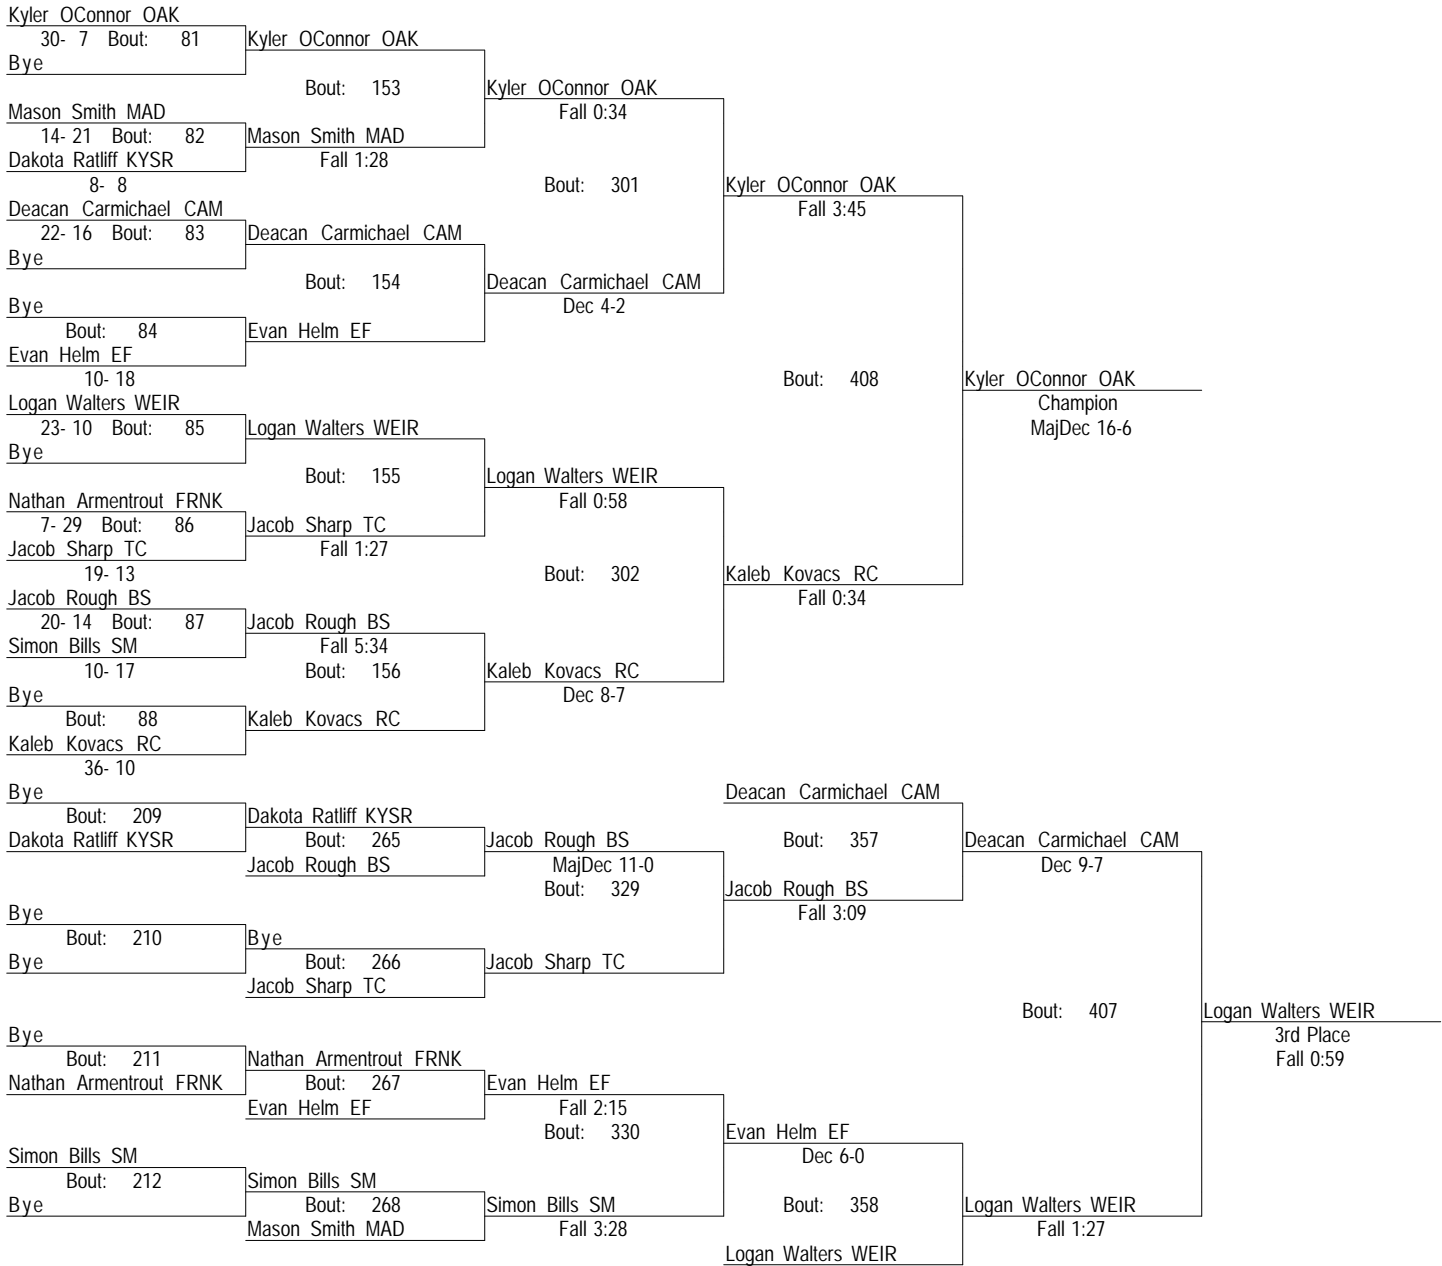 Kyler OConnor OAK
30- 7 Bout: 81 Kyler OConnor OAK
Bye
Bout: 153 Kyler OConnor OAK
Mason Smith MAD Fall 0:34
14- 21 Bout: 82 Mason Smith MAD
Dakota Ratliff KYSR Fall 1:28
8- 8 Bout: 301 Kyler OConnor OAK
Deacan Carmichael CAM Fall 3:45
22- 16 Bout: 83 Deacan Carmichael CAM
Bye
Bout: 154 Deacan Carmichael CAM
Bye Dec 4-2
Bout: 84 Evan Helm EF
Evan Helm EF
10- 18 Bout: 408 Kyler OConnor OAK
Logan Walters WEIR Champion
23- 10 Bout: 85 Logan Walters WEIR MajDec 16-6
Bye
Bout: 155 Logan Walters WEIR
Nathan Armentrout FRNK Fall 0:58
7- 29 Bout: 86 Jacob Sharp TC
Jacob Sharp TC Fall 1:27
19- 13 Bout: 302 Kaleb Kovacs RC
Jacob Rough BS Fall 0:34
20- 14 Bout: 87 Jacob Rough BS
Simon Bills SM Fall 5:34
10- 17 Bout: 156 Kaleb Kovacs RC
Bye Dec 8-7
Bout: 88 Kaleb Kovacs RC
Kaleb Kovacs RC
36- 10
Bye Deacan Carmichael CAM
Bout: 209 Dakota Ratliff KYSR
Dakota Ratliff KYSR Bout: 265 Jacob Rough BS Bout: 357 Deacan Carmichael CAM
Jacob Rough BS MajDec 11-0 Dec 9-7
Bout: 329 Jacob Rough BS
Bye Fall 3:09
Bout: 210 Bye
Bye Bout: 266 Jacob Sharp TC
Jacob Sharp TC
Bout: 407 Logan Walters WEIR
Bye 3rd Place
Bout: 211 Nathan Armentrout FRNK Fall 0:59
Nathan Armentrout FRNK Bout: 267 Evan Helm EF
Evan Helm EF Fall 2:15
Bout: 330 Evan Helm EF
Simon Bills SM Dec 6-0
Bout: 212 Simon Bills SM
Bye Bout: 268 Simon Bills SM Bout: 358 Logan Walters WEIR
Mason Smith MAD Fall 3:28 Fall 1:27
Logan Walters WEIR